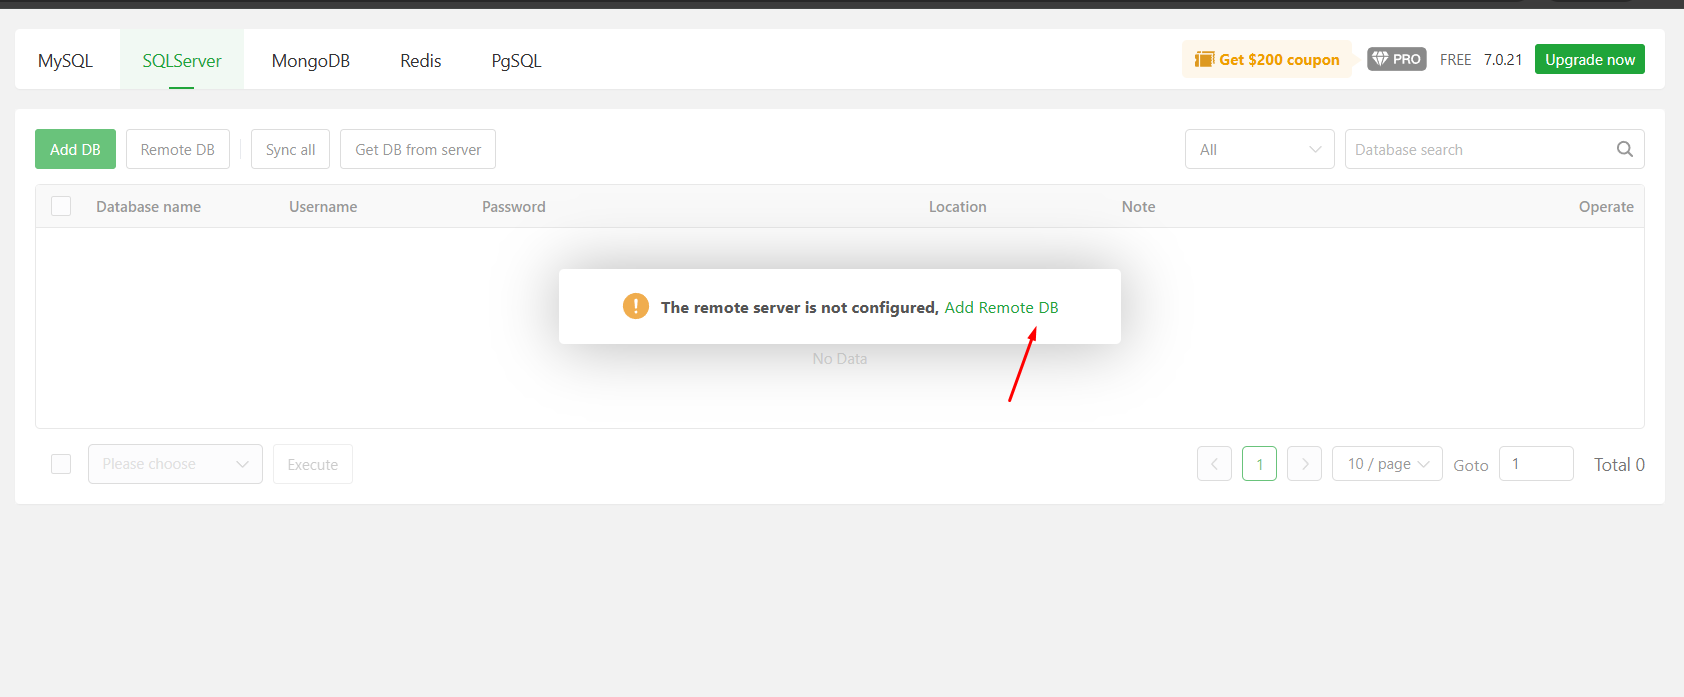 MySQL SQLServer MongoDB Redis PgSQL Get $200 coupon PRO FREE 7.0.21 Upgrade now
Add DB Remote DB Sync all Get DB from server All Database search
Database name Username Password Location Note Operate
The remote server is not configured, Add Remote DB
No Data
Please choose Execute 1 10 / page Goto 1 Total 0